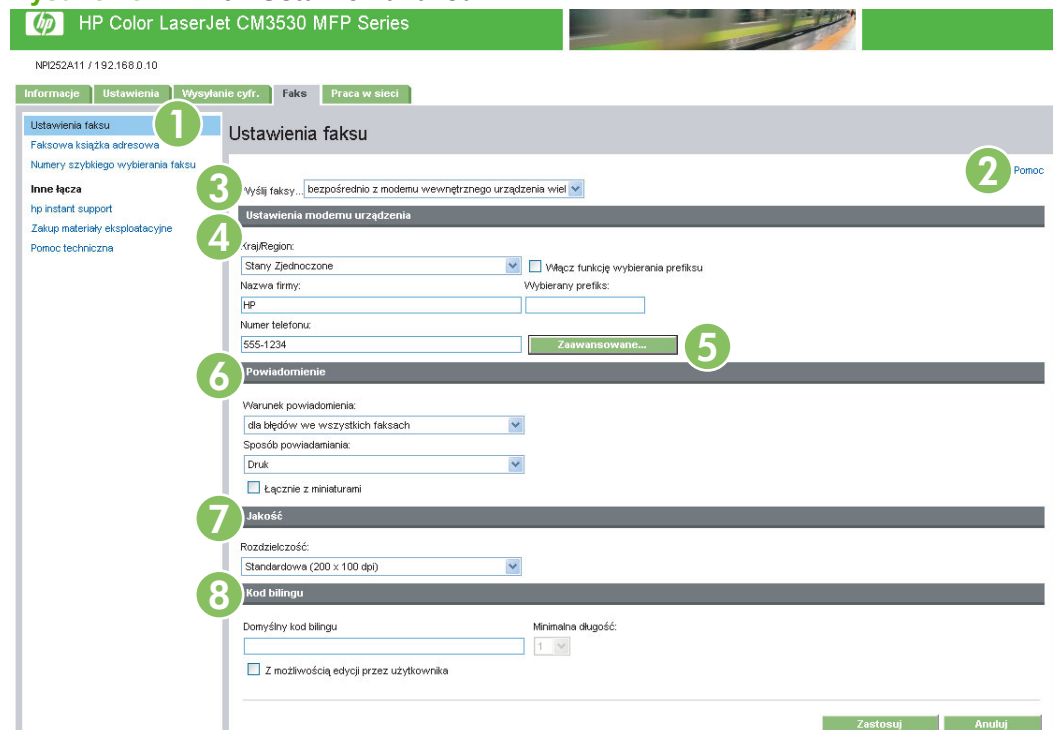 hp HP Color LaserJet CM3530 MFP Series
NPI252A11 / 192.168.0.10
Informacje Ustawienia Wysyłanie cyfr. Faks Praca w sieci
Ustawienia faksu
Faksowa książka adresowa
Numery szybkiego wybierania faksu
Inne łącza
hp instant support
Zakup materiały eksploatacyjne
Pomoc techniczna
1
Ustawienia faksu
2 Pomoc
3 Wyślij faksy... bezpośrednio z modemu wewnętrznego urządzenia wiel
Ustawienia modemu urządzenia
4
Kraj/Region:
Stany Zjednoczone Włącz funkcję wybierania prefiksu
Nazwa firmy: Wybierany prefiks:
HP
Numer telefonu:
555-1234 Zaawansowane... 5
6 Powiadomienie
Warunek powiadomienia:
dla błędów we wszystkich faksach
Sposób powiadamiania:
Druk
Łącznie z miniaturami
7 Jakość
Rozdzielczość:
Standardowa (200 x 100 dpi)
8 Kod bilingu
Domyślny kod bilingu Minimalna długość:
1
Z możliwością edycji przez użytkownika
Zastosuj Anuluj